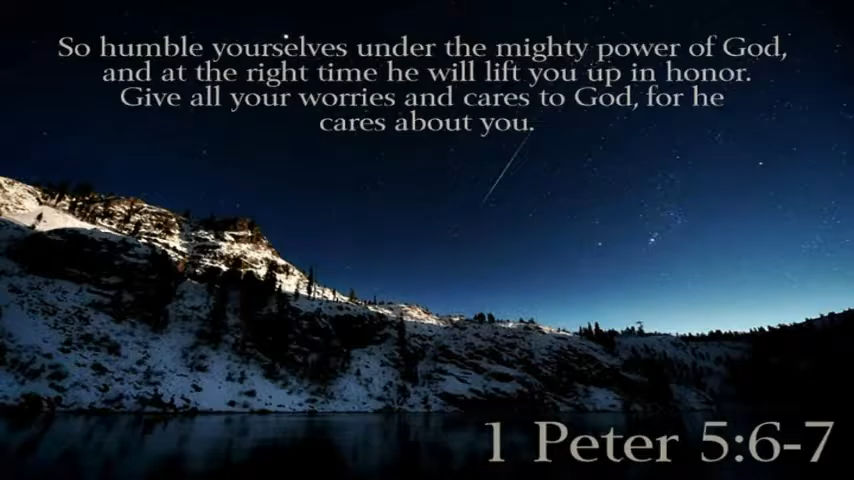 So humble yourselves under the mighty power of God,
and at the right time he will lift you up in honor.
Give all your worries and cares to God, for he
cares about you.
1 Peter 5:6-7